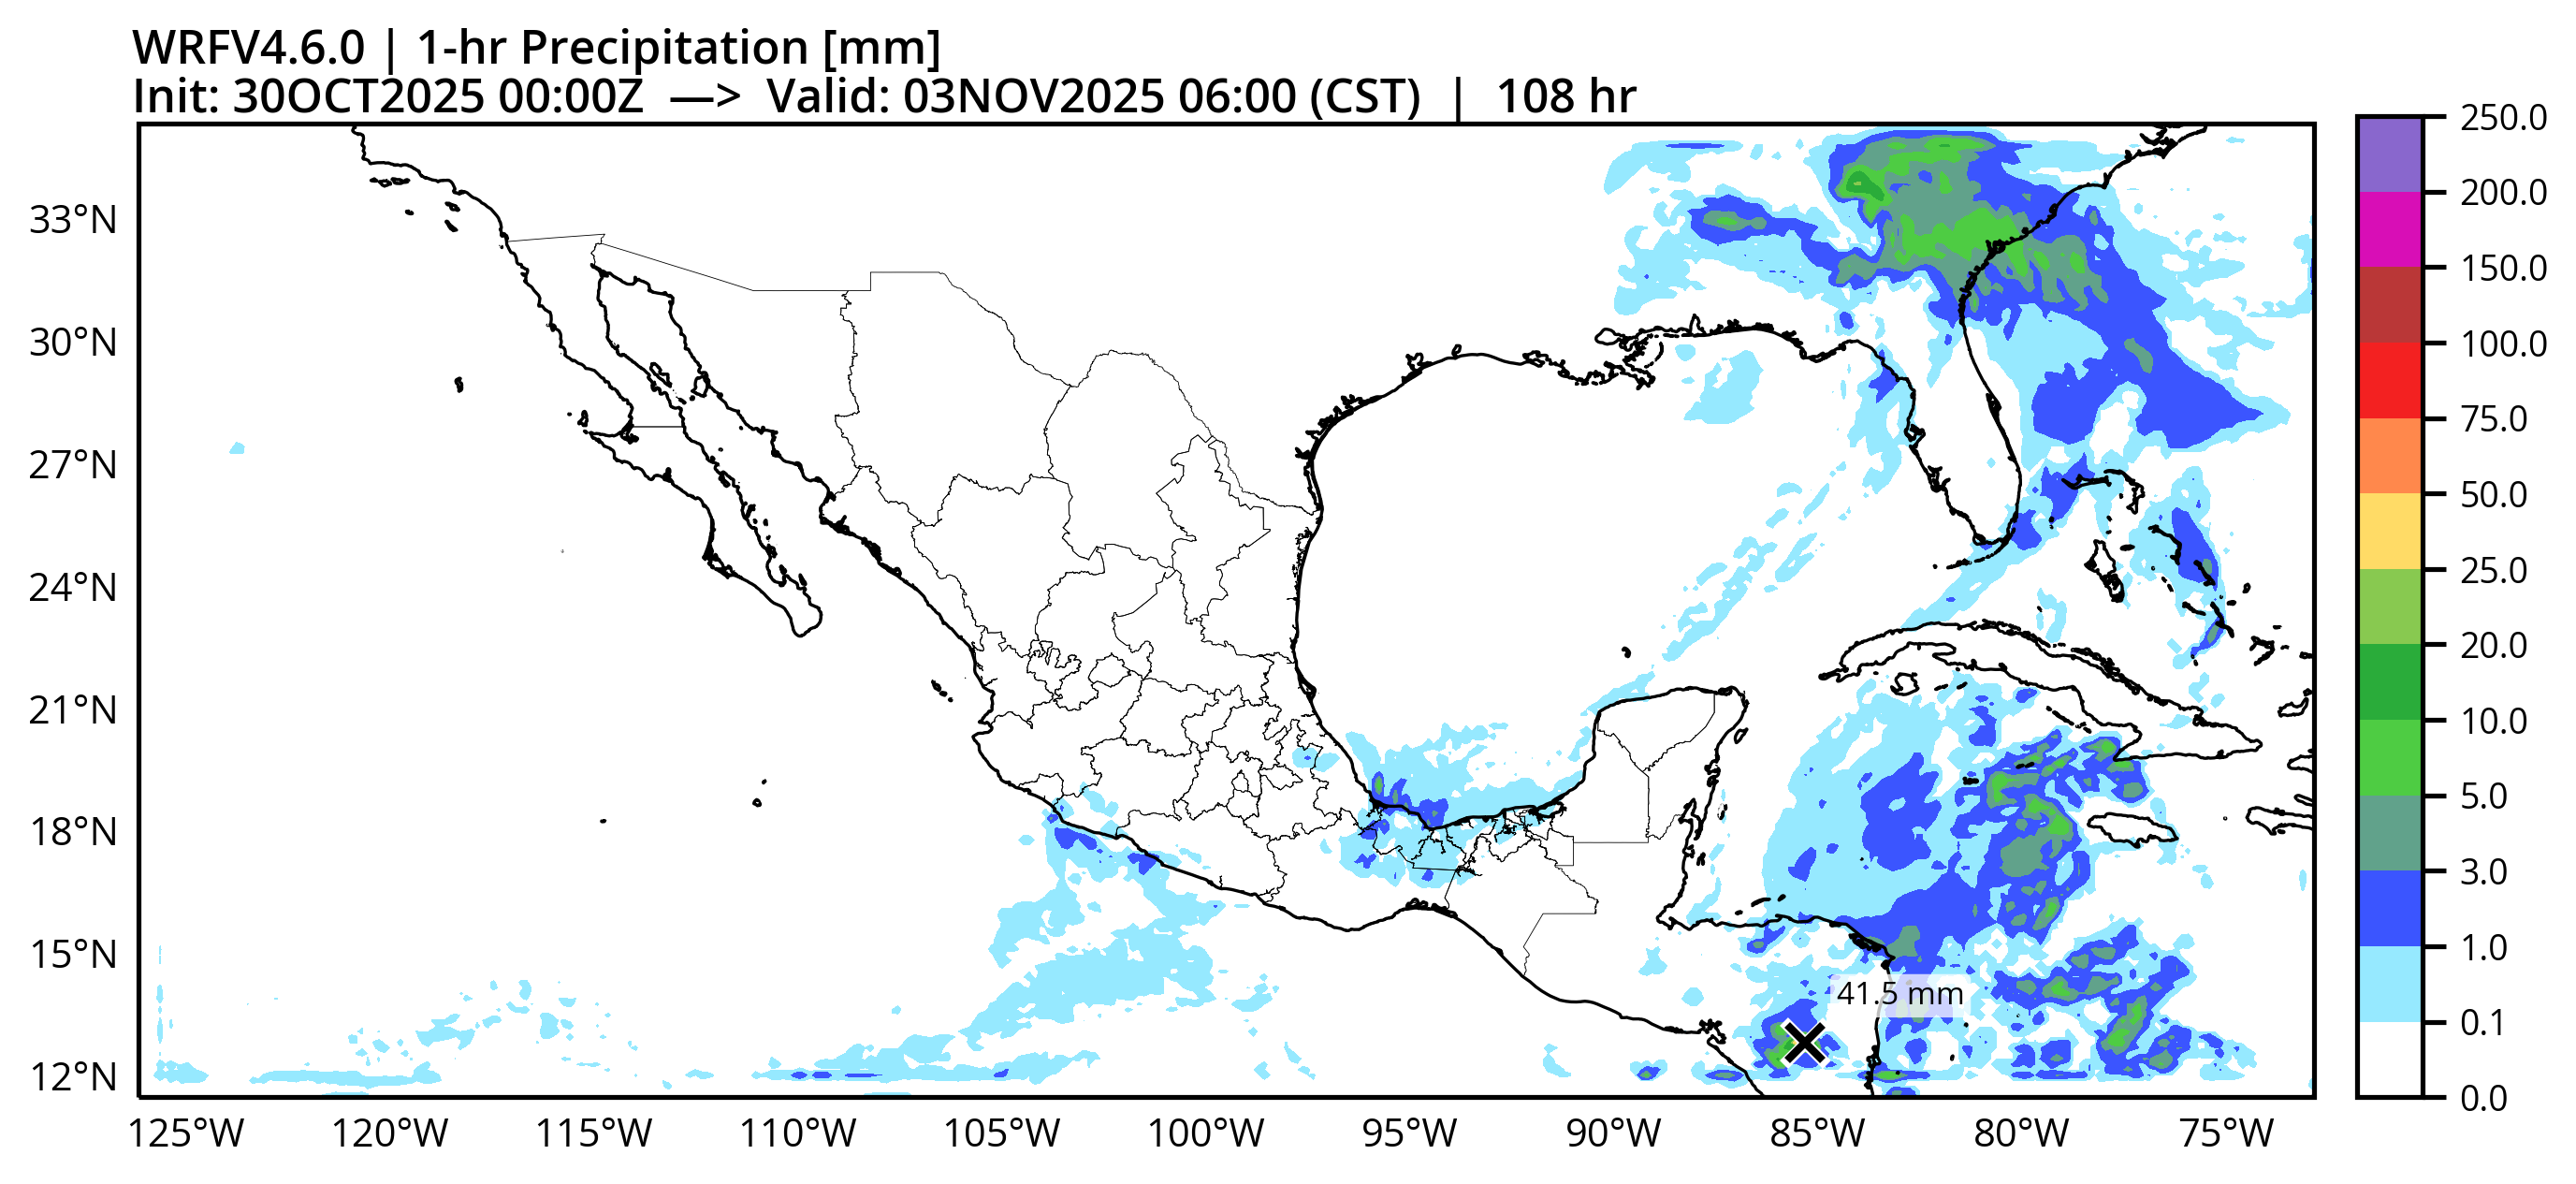 WRFV4.6.0 | 1-hr Precipitation [mm]
Init: 30OCT2025 00:00Z —> Valid: 03NOV2025 06:00 (CST) | 108 hr
33°N
30°N
27°N
24°N
21°N
18°N
15°N
12°N
41.5 mm
125°W 120°W 115°W 110°W 105°W 100°W 95°W 90°W 85°W 80°W 75°W
250.0
200.0
150.0
100.0
75.0
50.0
25.0
20.0
10.0
5.0
3.0
1.0
0.1
0.0